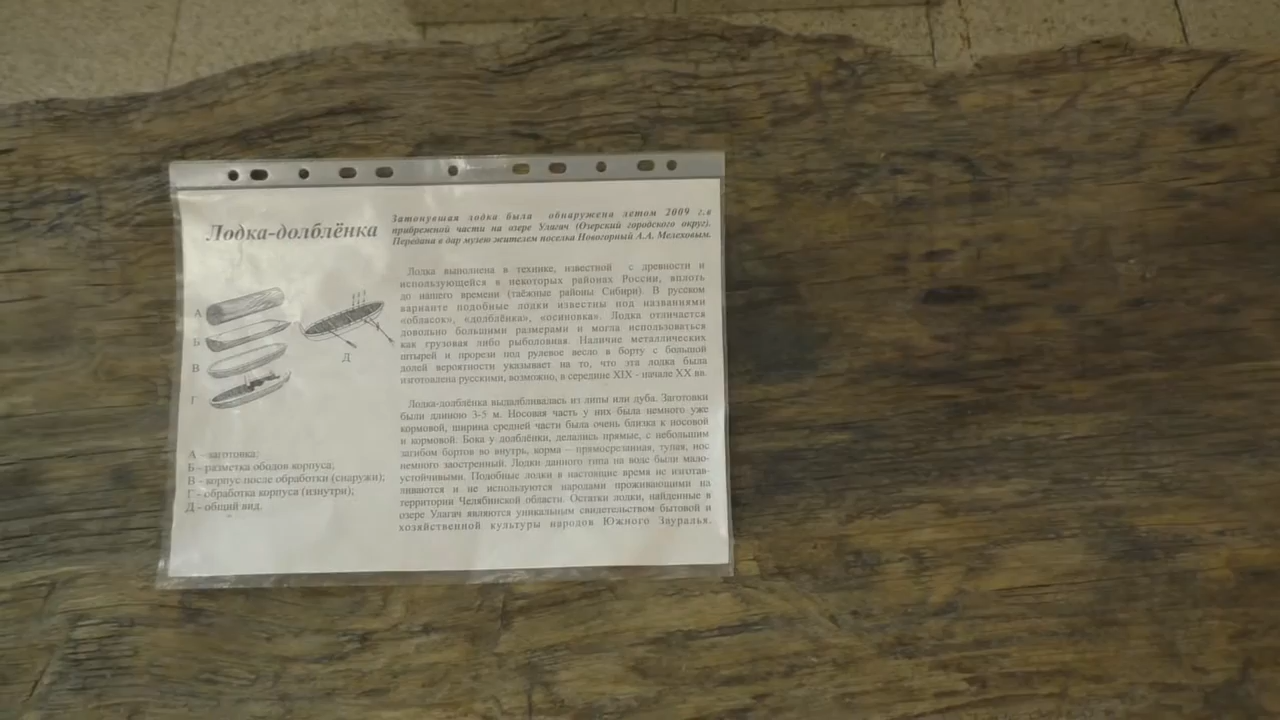 Лодка-долблёнка
Затонувшая лодка была обнаружена летом 2009 г.в
прибрежной части на озере Улагач (Озерский городского округ).
Передана в дар музею жителем поселка Новогорный А.А. Мелеховым.
А
Б
В
Г
Д
А - заготовка;
Б - разметка ободов корпуса;
В - корпус после обработки (снаружи);
Г - обработка корпуса (изнутри);
Д - общий вид.
Лодка выполнена в технике, известной с древности и
использующейся в некоторых районах России, вплоть
до нашего времени (таёжные районы Сибири). В русском
варианте подобные лодки известны под названиями
«обласок», «долблёнка», «осиновка». Лодка отличается
довольно большими размерами и могла использоваться
как грузовая либо рыболовная. Наличие металлических
штырей и прорези под рулевое весло в борту с большой
долей вероятности указывает на то, что эта лодка была
изготовлена русскими, возможно, в середине XIX - начале XX вв.
Лодка-долблёнка выдалбливалась из липы или дуба. Заготовки
были длиною 3-5 м. Носовая часть у них была немного уже
кормовой, ширина средней части была очень близка к носовой
и кормовой. Бока у долблёнки, делались прямые, с небольшим
загибом бортов во внутрь, корма – прямосрезанная, тупая, нос
немного заостренный. Лодки данного типа на воде были мало-
устойчивыми. Подобные лодки в настоящее время не изготав-
ливаются и не используются народами проживающими на
территории Челябинской области. Остатки лодки, найденные в
озере Улагач являются уникальным свидетельством бытовой и
хозяйственной культуры народов Южного Зауралья.